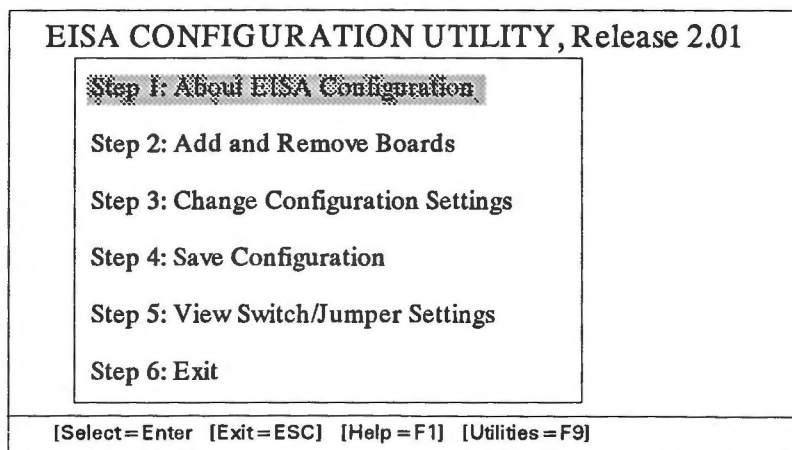 EISA CONFIGURATION UTILITY, Release 2.01
Step 1: About EISA Configuration
Step 2: Add and Remove Boards
Step 3: Change Configuration Settings
Step 4: Save Configuration
Step 5: View Switch/Jumper Settings
Step 6: Exit
[Select=Enter [Exit=ESC] [Help=F1] [Utilities=F9]